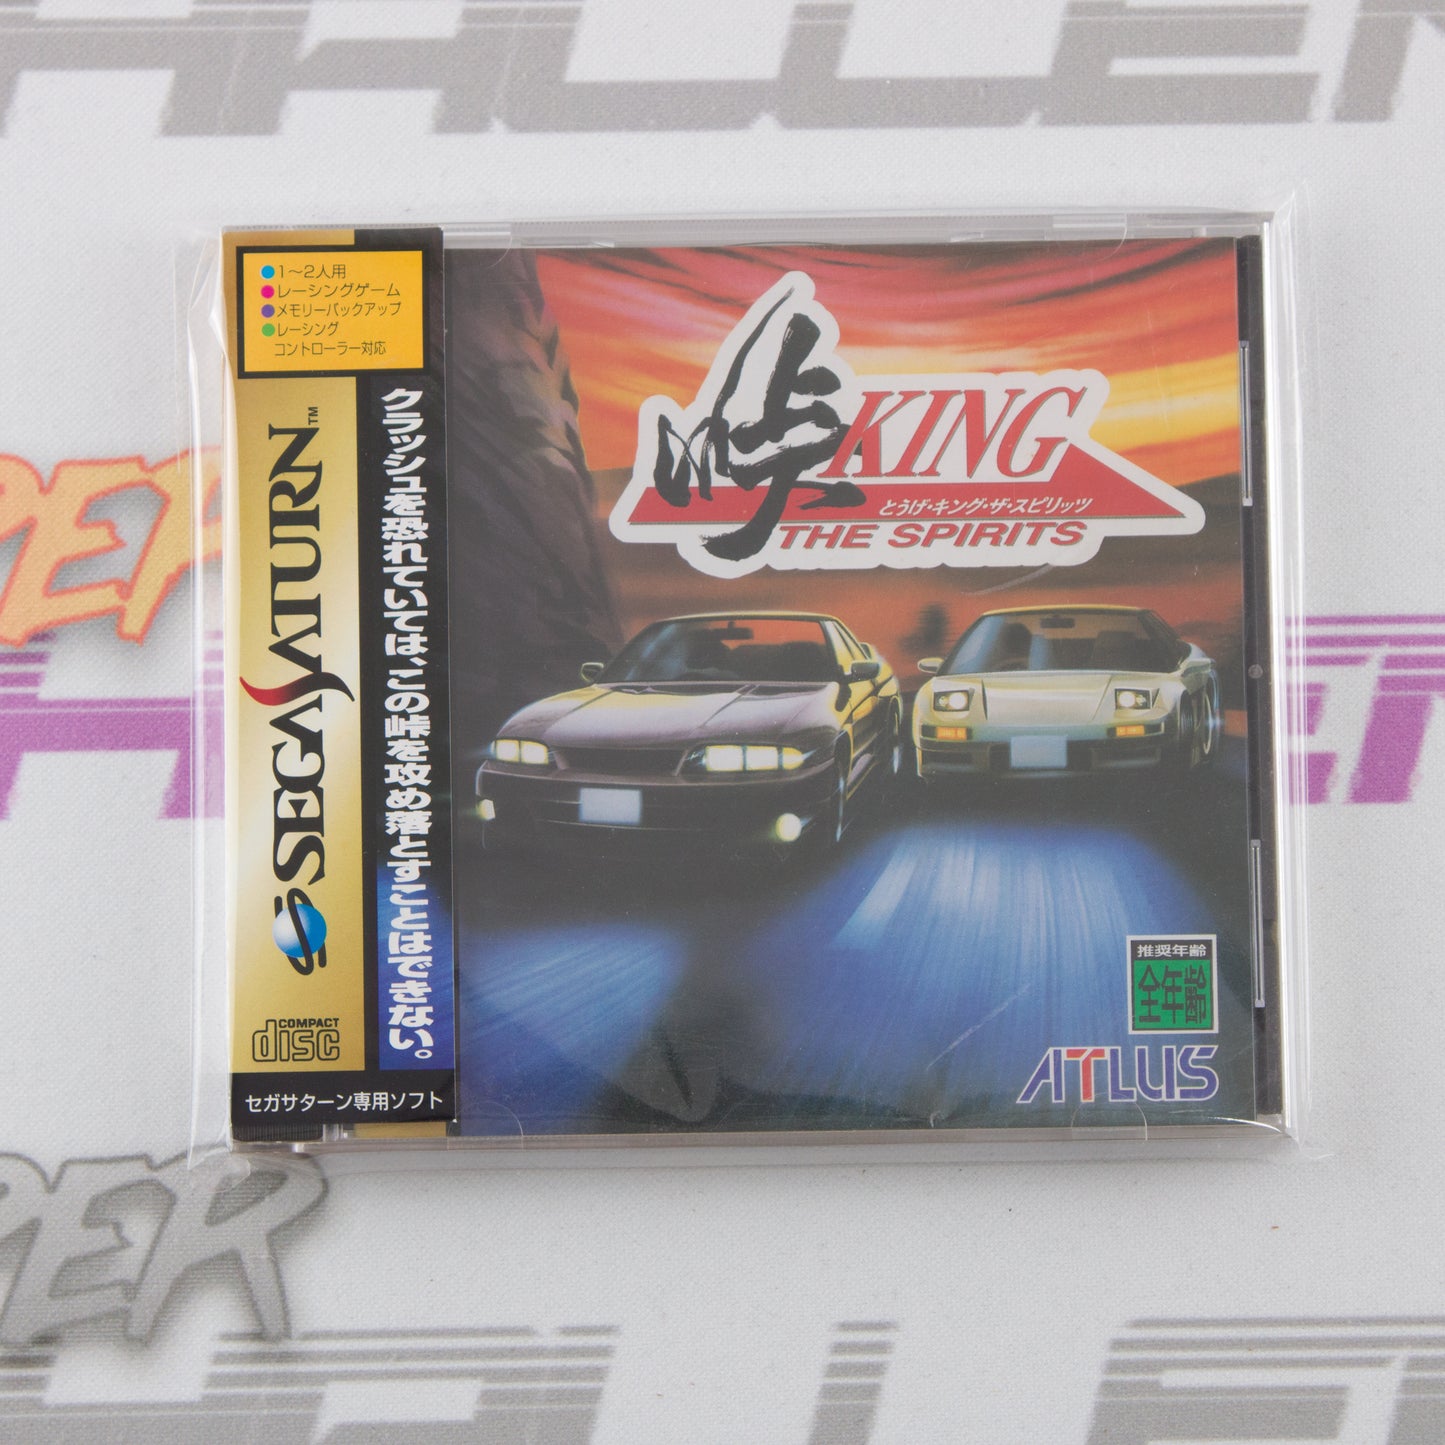 ●1〜2人用
●レーシングゲーム
●メモリーバックアップ
●レーシング
コントローラー対応
SEGA SATURN™
COMPACT
disc
セガサターン専用ソフト
クラッシュを恐れていては、この峠を攻め落とすことはできない。
峠KING
とうげ・キング・ザ・スピリッツ
THE SPIRITS
推奨年齢
全年齢
ATLUS